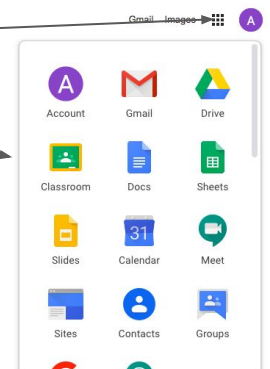 Gmail Images A
A
Account Gmail Drive
Classroom Docs Sheets
31
Slides Calendar Meet
Sites Contacts Groups